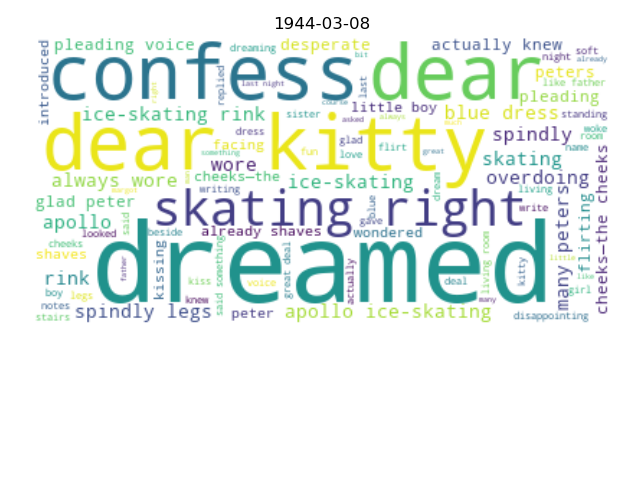 1944-03-08
introduced
pleading voice
dreaming
desperate
actually knew
night
soft
already
bit
confess
dear
replied
last night
last
peters
like father
pleading
right
course
ice-skating rink
sister
little boy
blue dress
standing
asked
always
dear kitty
dress
glad
spindly
woke
room
facing
fun
love
flirt
great
name
something
wore
skating
always wore
cheeks—the
ice-skating
dream
overdoing
writing
living
glad peter
skating right
blue
gave
write
apollo
said
looked
beside
already shaves
wondered
many peters
flirting
cheeks—the cheeks
cheeks
shaves
father
kissing
said something
great deal
dreamed
actually
living room
kitty
little
like
girl
rink
boy
legs
kiss
voice
deal
many
notes
stairs
spindly legs
knew
peter
apollo ice-skating
disappointing